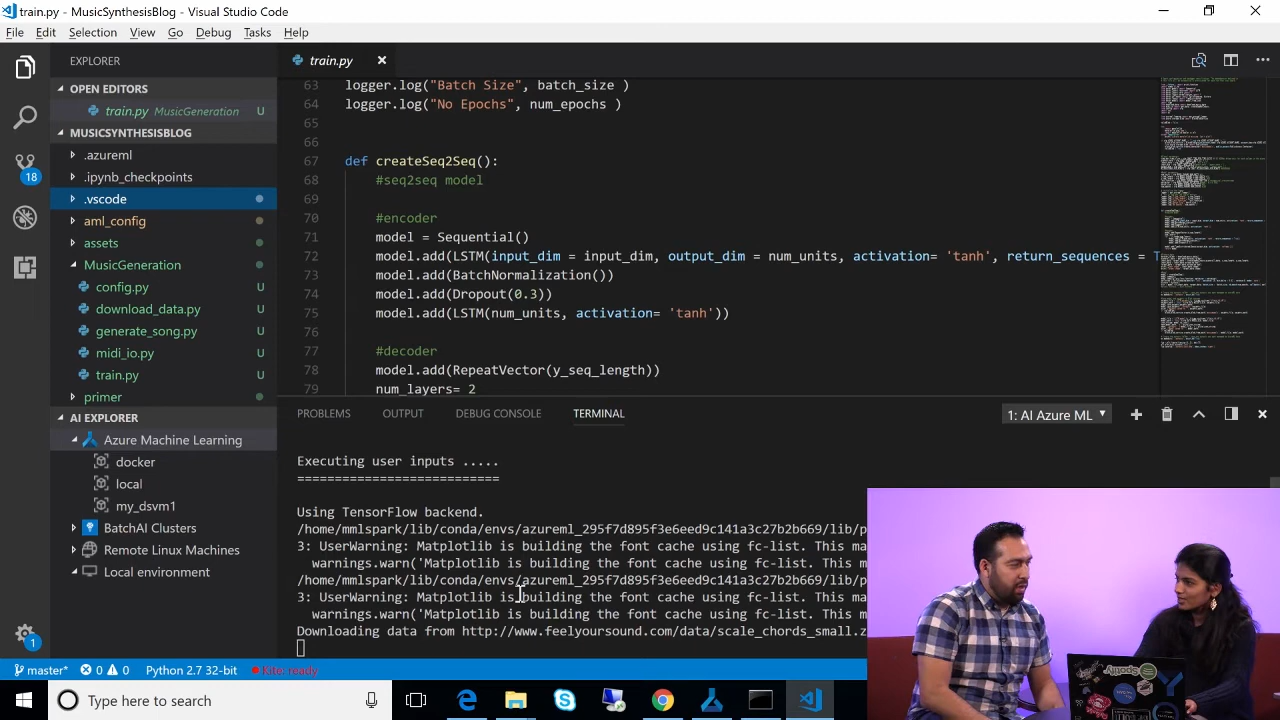 train.py - MusicSynthesisBlog - Visual Studio Code
File Edit Selection View Go Debug Tasks Help
EXPLORER
OPEN EDITORS
train.py MusicGeneration U
MUSICSYNTHESISBLOG
.azureml
.ipynb_checkpoints
.vscode
aml_config
assets
MusicGeneration
config.py U
download_data.py U
generate_song.py U
midi_io.py U
train.py U
primer
AI EXPLORER
Azure Machine Learning
docker
local
my_dsvm1
BatchAI Clusters
Remote Linux Machines
Local environment
18
1
train.py
63 logger.log("Batch Size", batch_size )
64 logger.log("No Epochs", num_epochs )
65
66
67 def createSeq2Seq():
68 #seq2seq model
69
70 #encoder
71 model = Sequential()
72 model.add(LSTM(input_dim = input_dim, output_dim = num_units, activation= 'tanh', return_sequences = T
73 model.add(BatchNormalization())
74 model.add(Dropout(0.3))
75 model.add(LSTM(num_units, activation= 'tanh'))
76
77 #decoder
78 model.add(RepeatVector(y_seq_length))
79 num_layers= 2
PROBLEMS OUTPUT DEBUG CONSOLE TERMINAL 1: AI Azure ML
Executing user inputs .....
===========================
Using TensorFlow backend.
/home/mmlspark/lib/conda/envs/azureml_295f7d895f3e6eed9c141a3c27b2b669/lib/p
3: UserWarning: Matplotlib is building the font cache using fc-list. This ma
warnings.warn('Matplotlib is building the font cache using fc-list. This m
/home/mmlspark/lib/conda/envs/azureml_295f7d895f3e6eed9c141a3c27b2b669/lib/p
3: UserWarning: Matplotlib is building the font cache using fc-list. This ma
warnings.warn('Matplotlib is building the font cache using fc-list. This m
Downloading data from http://www.feelyoursound.com/data/scale_chords_small.z
master* 0 0 Python 2.7 32-bit Kite: ready
Type here to search
Spotify